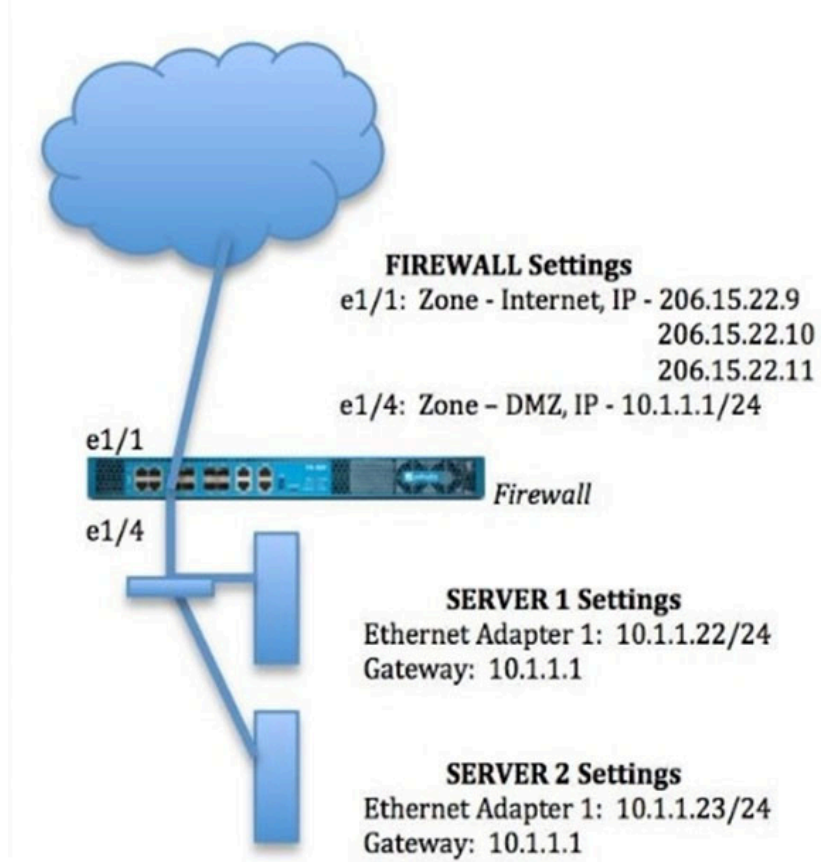 FIREWALL Settings
e1/1: Zone - Internet, IP - 206.15.22.9
206.15.22.10
206.15.22.11
e1/4: Zone – DMZ, IP - 10.1.1.1/24
e1/1
Firewall
e1/4
SERVER 1 Settings
Ethernet Adapter 1: 10.1.1.22/24
Gateway: 10.1.1.1
SERVER 2 Settings
Ethernet Adapter 1: 10.1.1.23/24
Gateway: 10.1.1.1